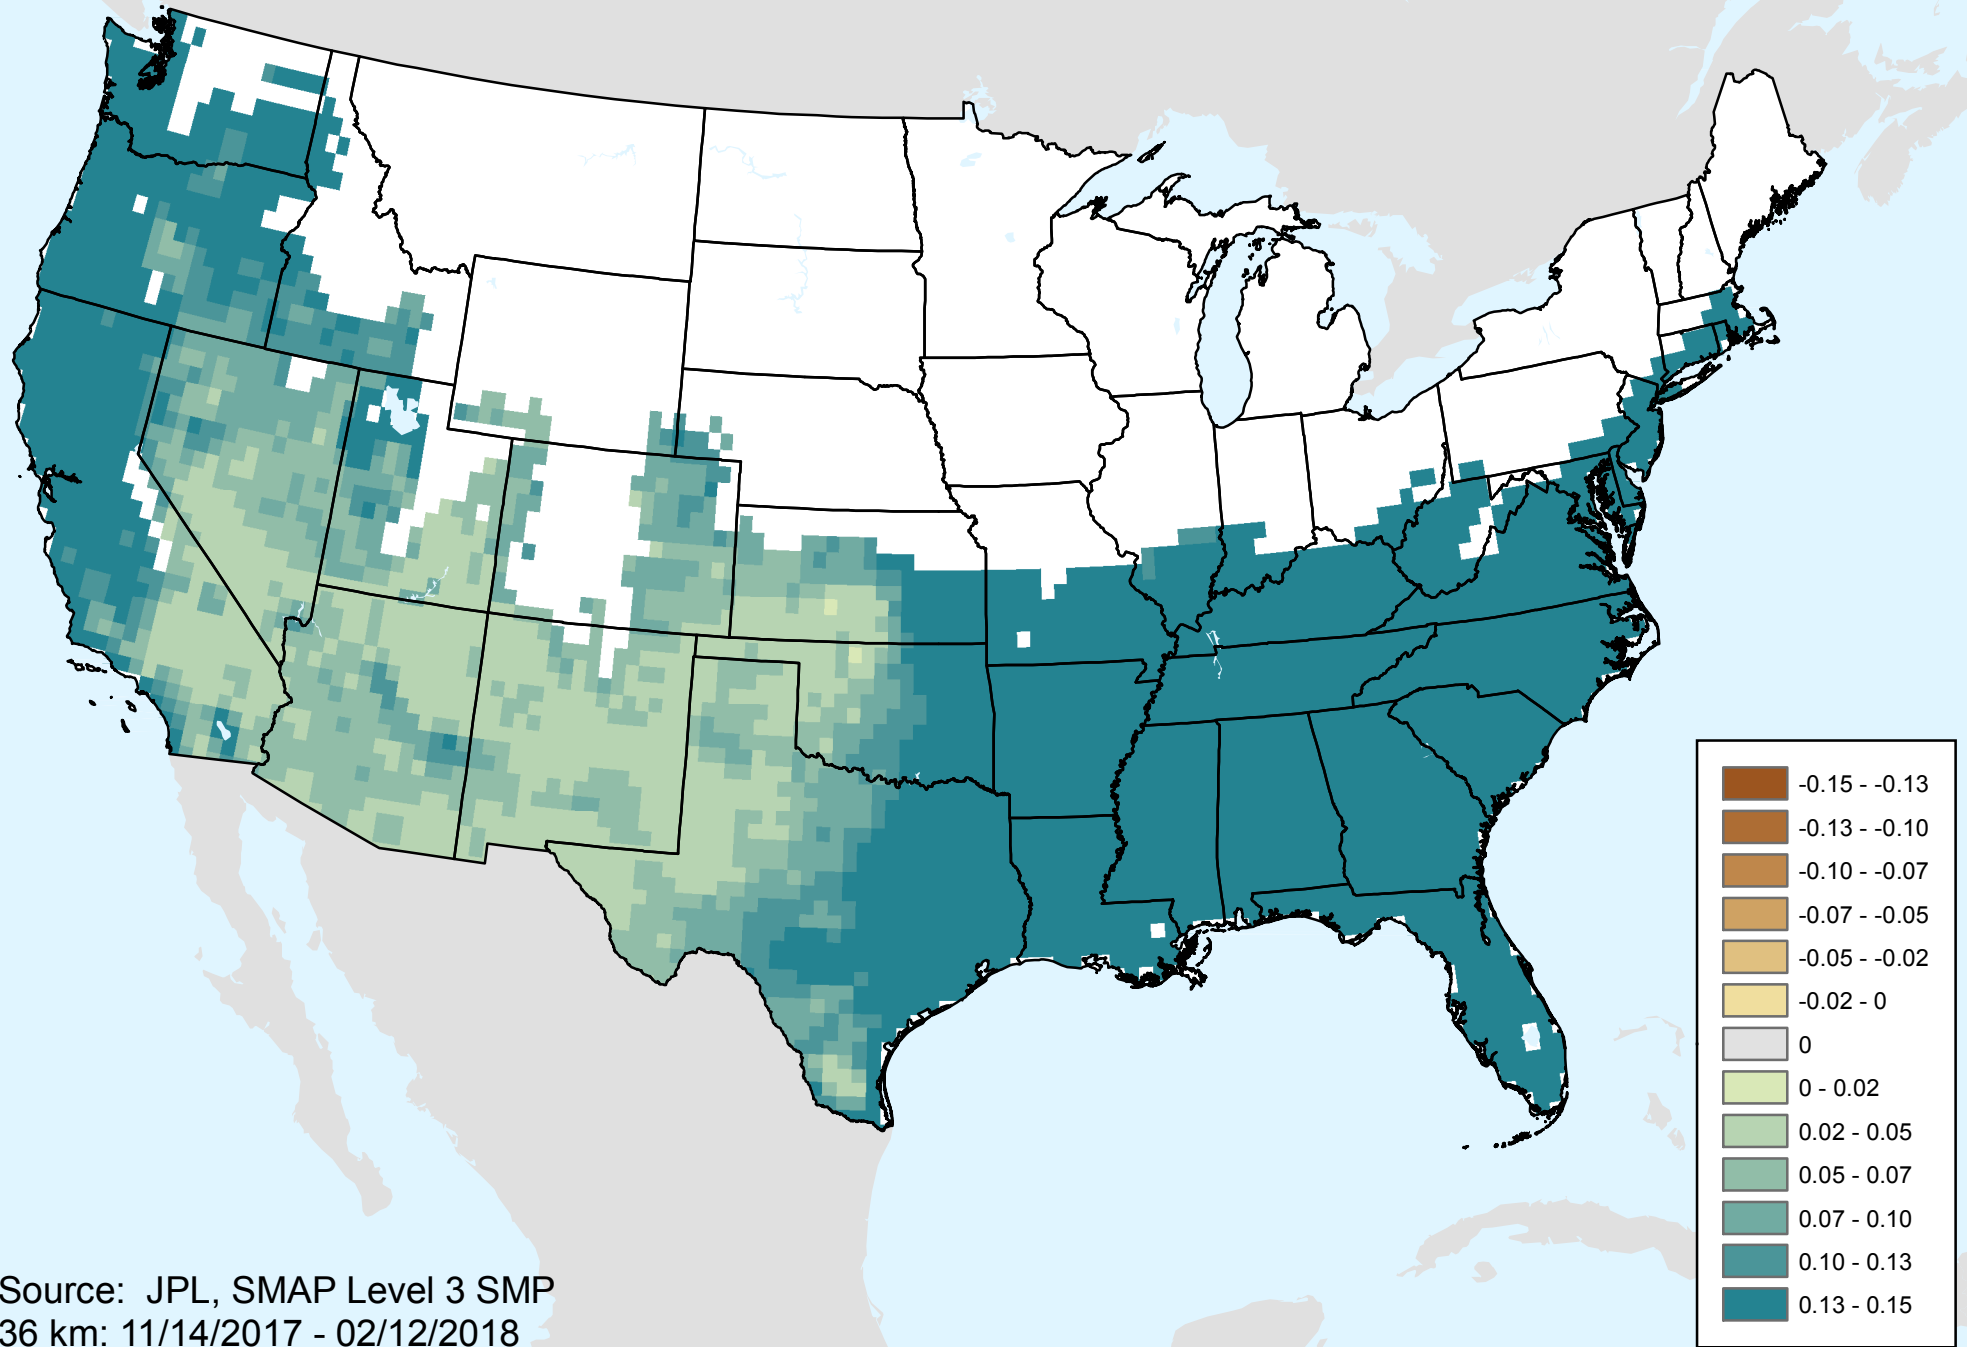 -0.15 - -0.13
-0.13 - -0.10
-0.10 - -0.07
-0.07 - -0.05
-0.05 - -0.02
-0.02 - 0
0
0 - 0.02
0.02 - 0.05
0.05 - 0.07
0.07 - 0.10
0.10 - 0.13
0.13 - 0.15
Source: JPL, SMAP Level 3 SMP
36 km: 11/14/2017 - 02/12/2018